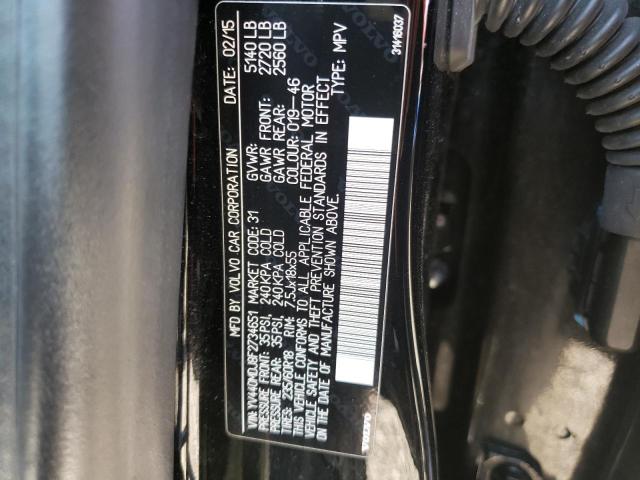 MFD BY VOLVO CAR CORPORATION DATE: 02/15
VIN: YV440MDJ8F2734651 MARKET CODE: 31 GVWR: 5140 LB
PRESSURE FRONT: 35PSI, 240KPA COLD GAWR FRONT: 2720 LB
PRESSURE REAR: 35PSI, 240KPA COLD GAWR REAR: 2560 LB
TIRES: 235/60R18 RIM: 7.5Jx18x55 COLOUR: 019-46
THIS VEHICLE CONFORMS TO ALL APPLICABLE FEDERAL MOTOR
VEHICLE SAFETY AND THEFT PREVENTION STANDARDS IN EFFECT
ON THE DATE OF MANUFACTURE SHOWN ABOVE. TYPE: MPV
VOLVO 31416037